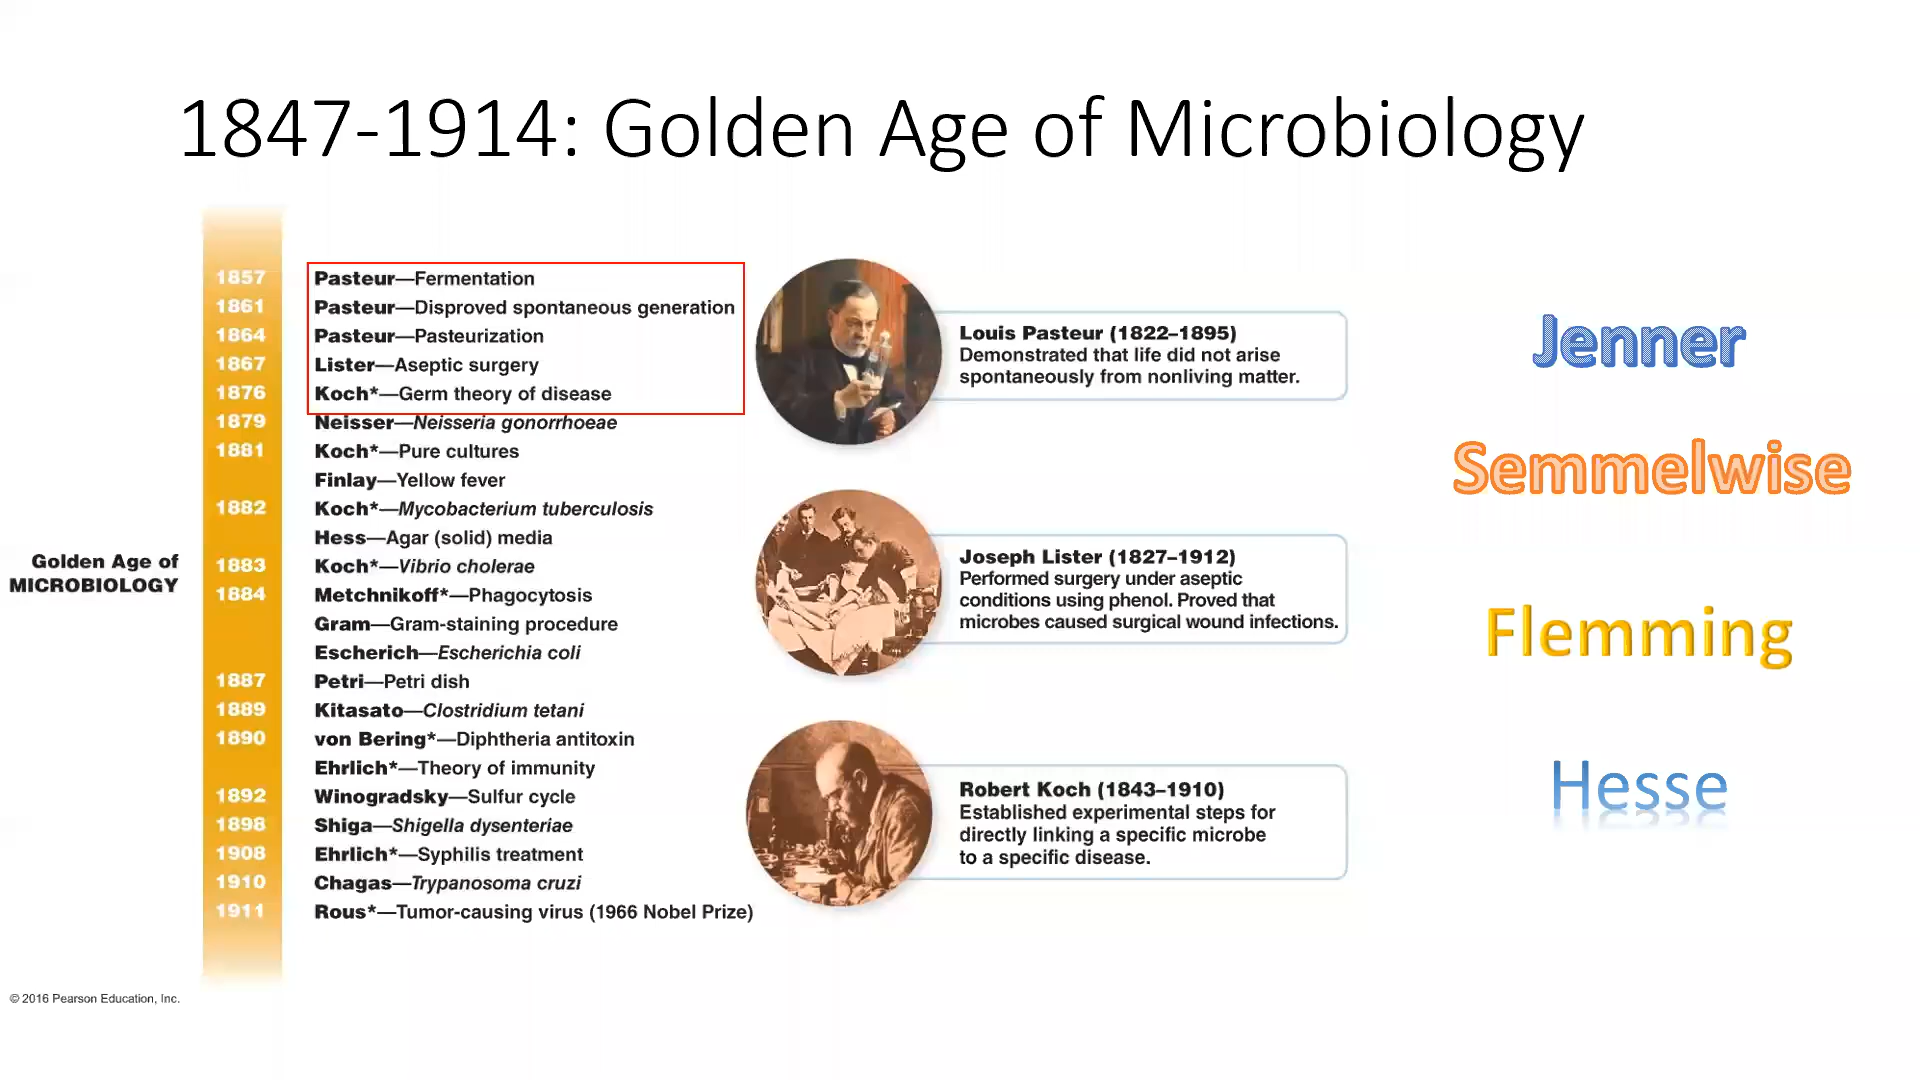 1847-1914: Golden Age of Microbiology
Golden Age of
MICROBIOLOGY
1857 Pasteur—Fermentation
1861 Pasteur—Disproved spontaneous generation
1864 Pasteur—Pasteurization
1867 Lister—Aseptic surgery
1876 Koch*—Germ theory of disease
1879 Neisser—Neisseria gonorrhoeae
1881 Koch*—Pure cultures
Finlay—Yellow fever
1882 Koch*—Mycobacterium tuberculosis
Hess—Agar (solid) media
1883 Koch*—Vibrio cholerae
1884 Metchnikoff*—Phagocytosis
Gram—Gram-staining procedure
Escherich—Escherichia coli
1887 Petri—Petri dish
1889 Kitasato—Clostridium tetani
1890 von Bering*—Diphtheria antitoxin
Ehrlich*—Theory of immunity
1892 Winogradsky—Sulfur cycle
1898 Shiga—Shigella dysenteriae
1908 Ehrlich*—Syphilis treatment
1910 Chagas—Trypanosoma cruzi
1911 Rous*—Tumor-causing virus (1966 Nobel Prize)
Louis Pasteur (1822–1895)
Demonstrated that life did not arise
spontaneously from nonliving matter.
Joseph Lister (1827–1912)
Performed surgery under aseptic
conditions using phenol. Proved that
microbes caused surgical wound infections.
Robert Koch (1843–1910)
Established experimental steps for
directly linking a specific microbe
to a specific disease.
Jenner
Semmelwise
Flemming
Hesse
© 2016 Pearson Education, Inc.